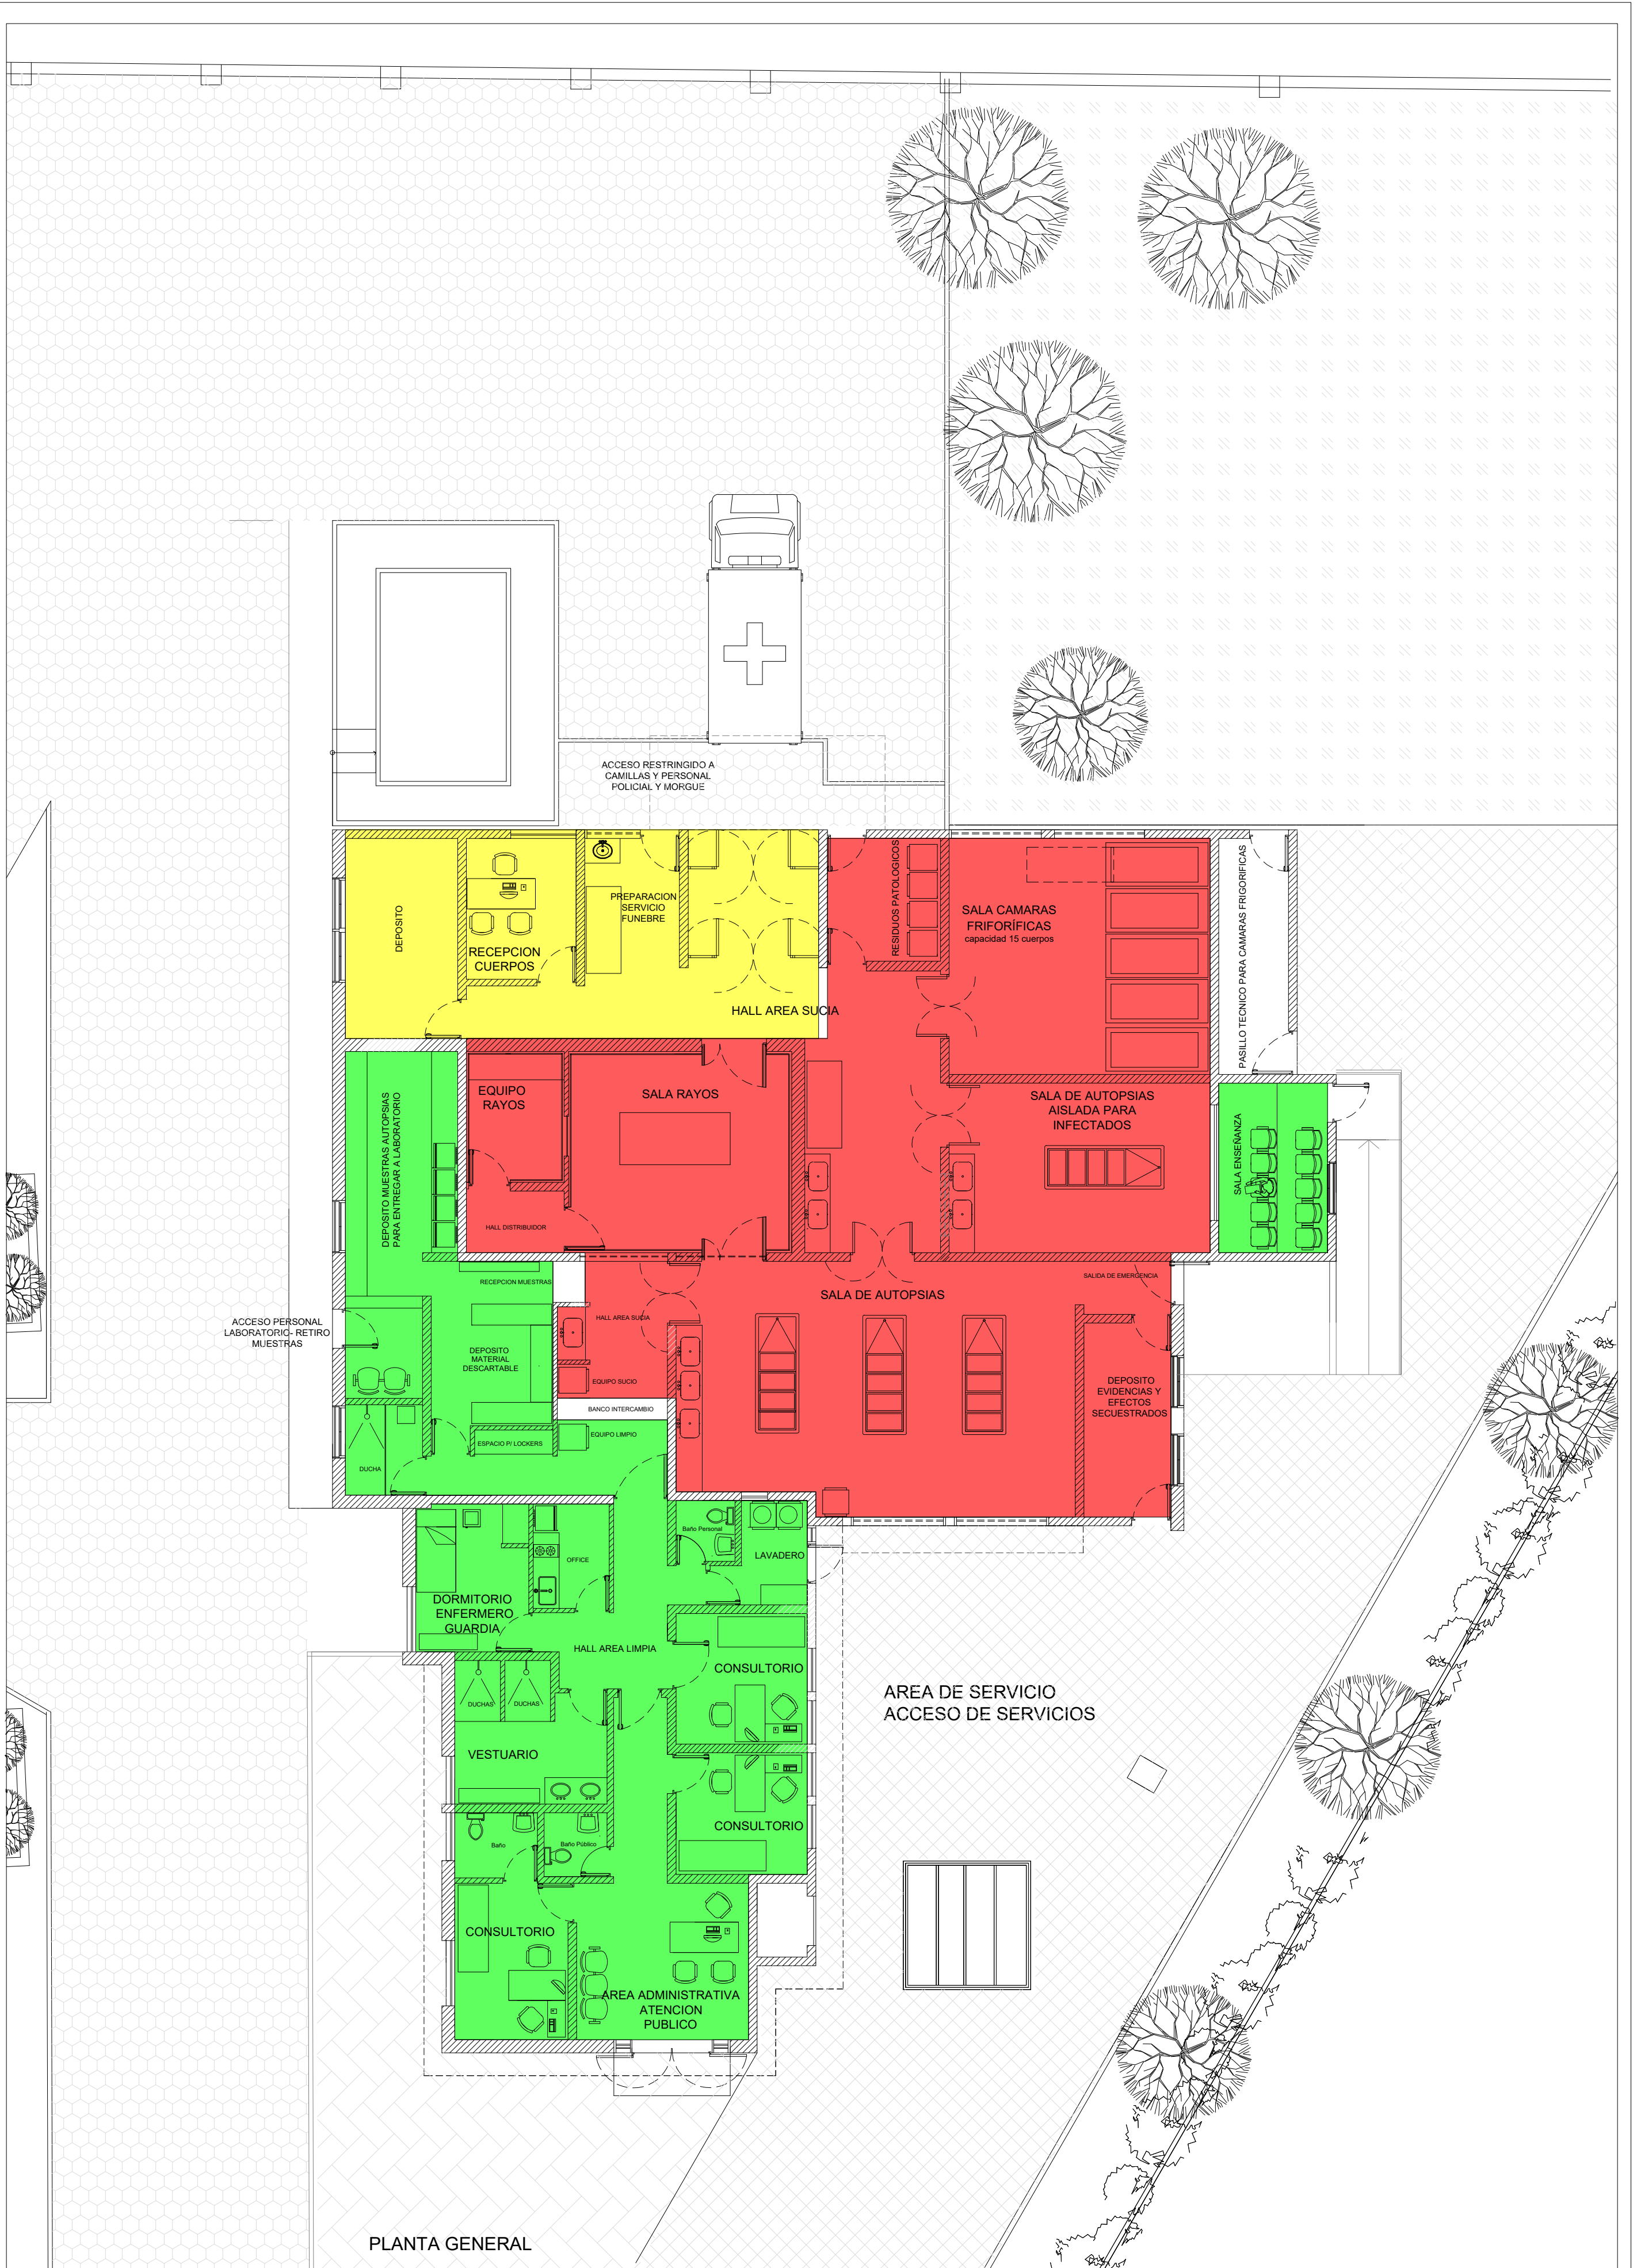 ACCESO RESTRINGIDO A
CAMILLAS Y PERSONAL
POLICIAL Y MORGUE
DEPOSITO
RECEPCION
CUERPOS
PREPARACION
SERVICIO
FUNEBRE
HALL AREA SUCIA
RESIDUOS PATOLOGICOS
SALA CAMARAS
FRIFORÍFICAS
capacidad 15 cuerpos
PASILLO TECNICO PARA CAMARAS FRIGORIFICAS
DEPOSITO MUESTRAS AUTOPSIAS
PARA ENTREGAR A LABORATORIO
EQUIPO
RAYOS
SALA RAYOS
HALL DISTRIBUIDOR
SALA DE AUTOPSIAS
AISLADA PARA
INFECTADOS
SALA ENSEÑANZA
RECEPCION MUESTRAS
SALA DE AUTOPSIAS
SALIDA DE EMERGENCIA
ACCESO PERSONAL
LABORATORIO- RETIRO
MUESTRAS
HALL AREA SUCIA
DEPOSITO
MATERIAL
DESCARTABLE
EQUIPO SUCIO
DEPOSITO
EVIDENCIAS Y
EFECTOS
SECUESTRADOS
BANCO INTERCAMBIO
EQUIPO LIMPIO
ESPACIO P/ LOCKERS
DUCHA
Baño Personal
LAVADERO
OFFICE
DORMITORIO
ENFERMERO
GUARDIA
HALL AREA LIMPIA
CONSULTORIO
DUCHAS
DUCHAS
VESTUARIO
AREA DE SERVICIO
ACCESO DE SERVICIOS
CONSULTORIO
Baño
Baño Público
CONSULTORIO
AREA ADMINISTRATIVA
ATENCION
PUBLICO
PLANTA GENERAL